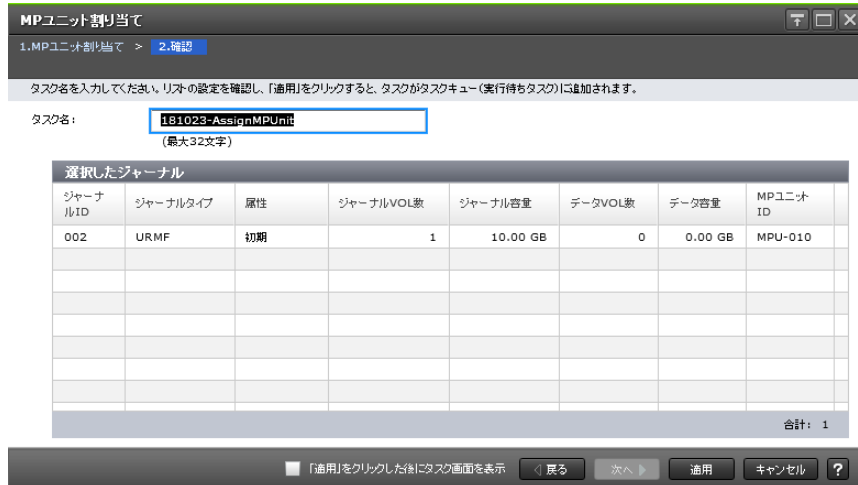 MPユニット割り当て
1.MPユニット割り当て > 2.確認
タスク名を入力してください。リストの設定を確認し、「適用」をクリックすると、タスクがタスクキュー(実行待ちタスク)に追加されます。
タスク名: 181023-AssignMPUnit
(最大32文字)
選択したジャーナル
ジャーナルID ジャーナルタイプ 属性 ジャーナルVOL数 ジャーナル容量 データVOL数 データ容量 MPユニットID
002 URMF 初期 1 10.00 GB 0 0.00 GB MPU-010
合計: 1
「適用」をクリックした後にタスク画面を表示 戻る 次へ 適用 キャンセル ?